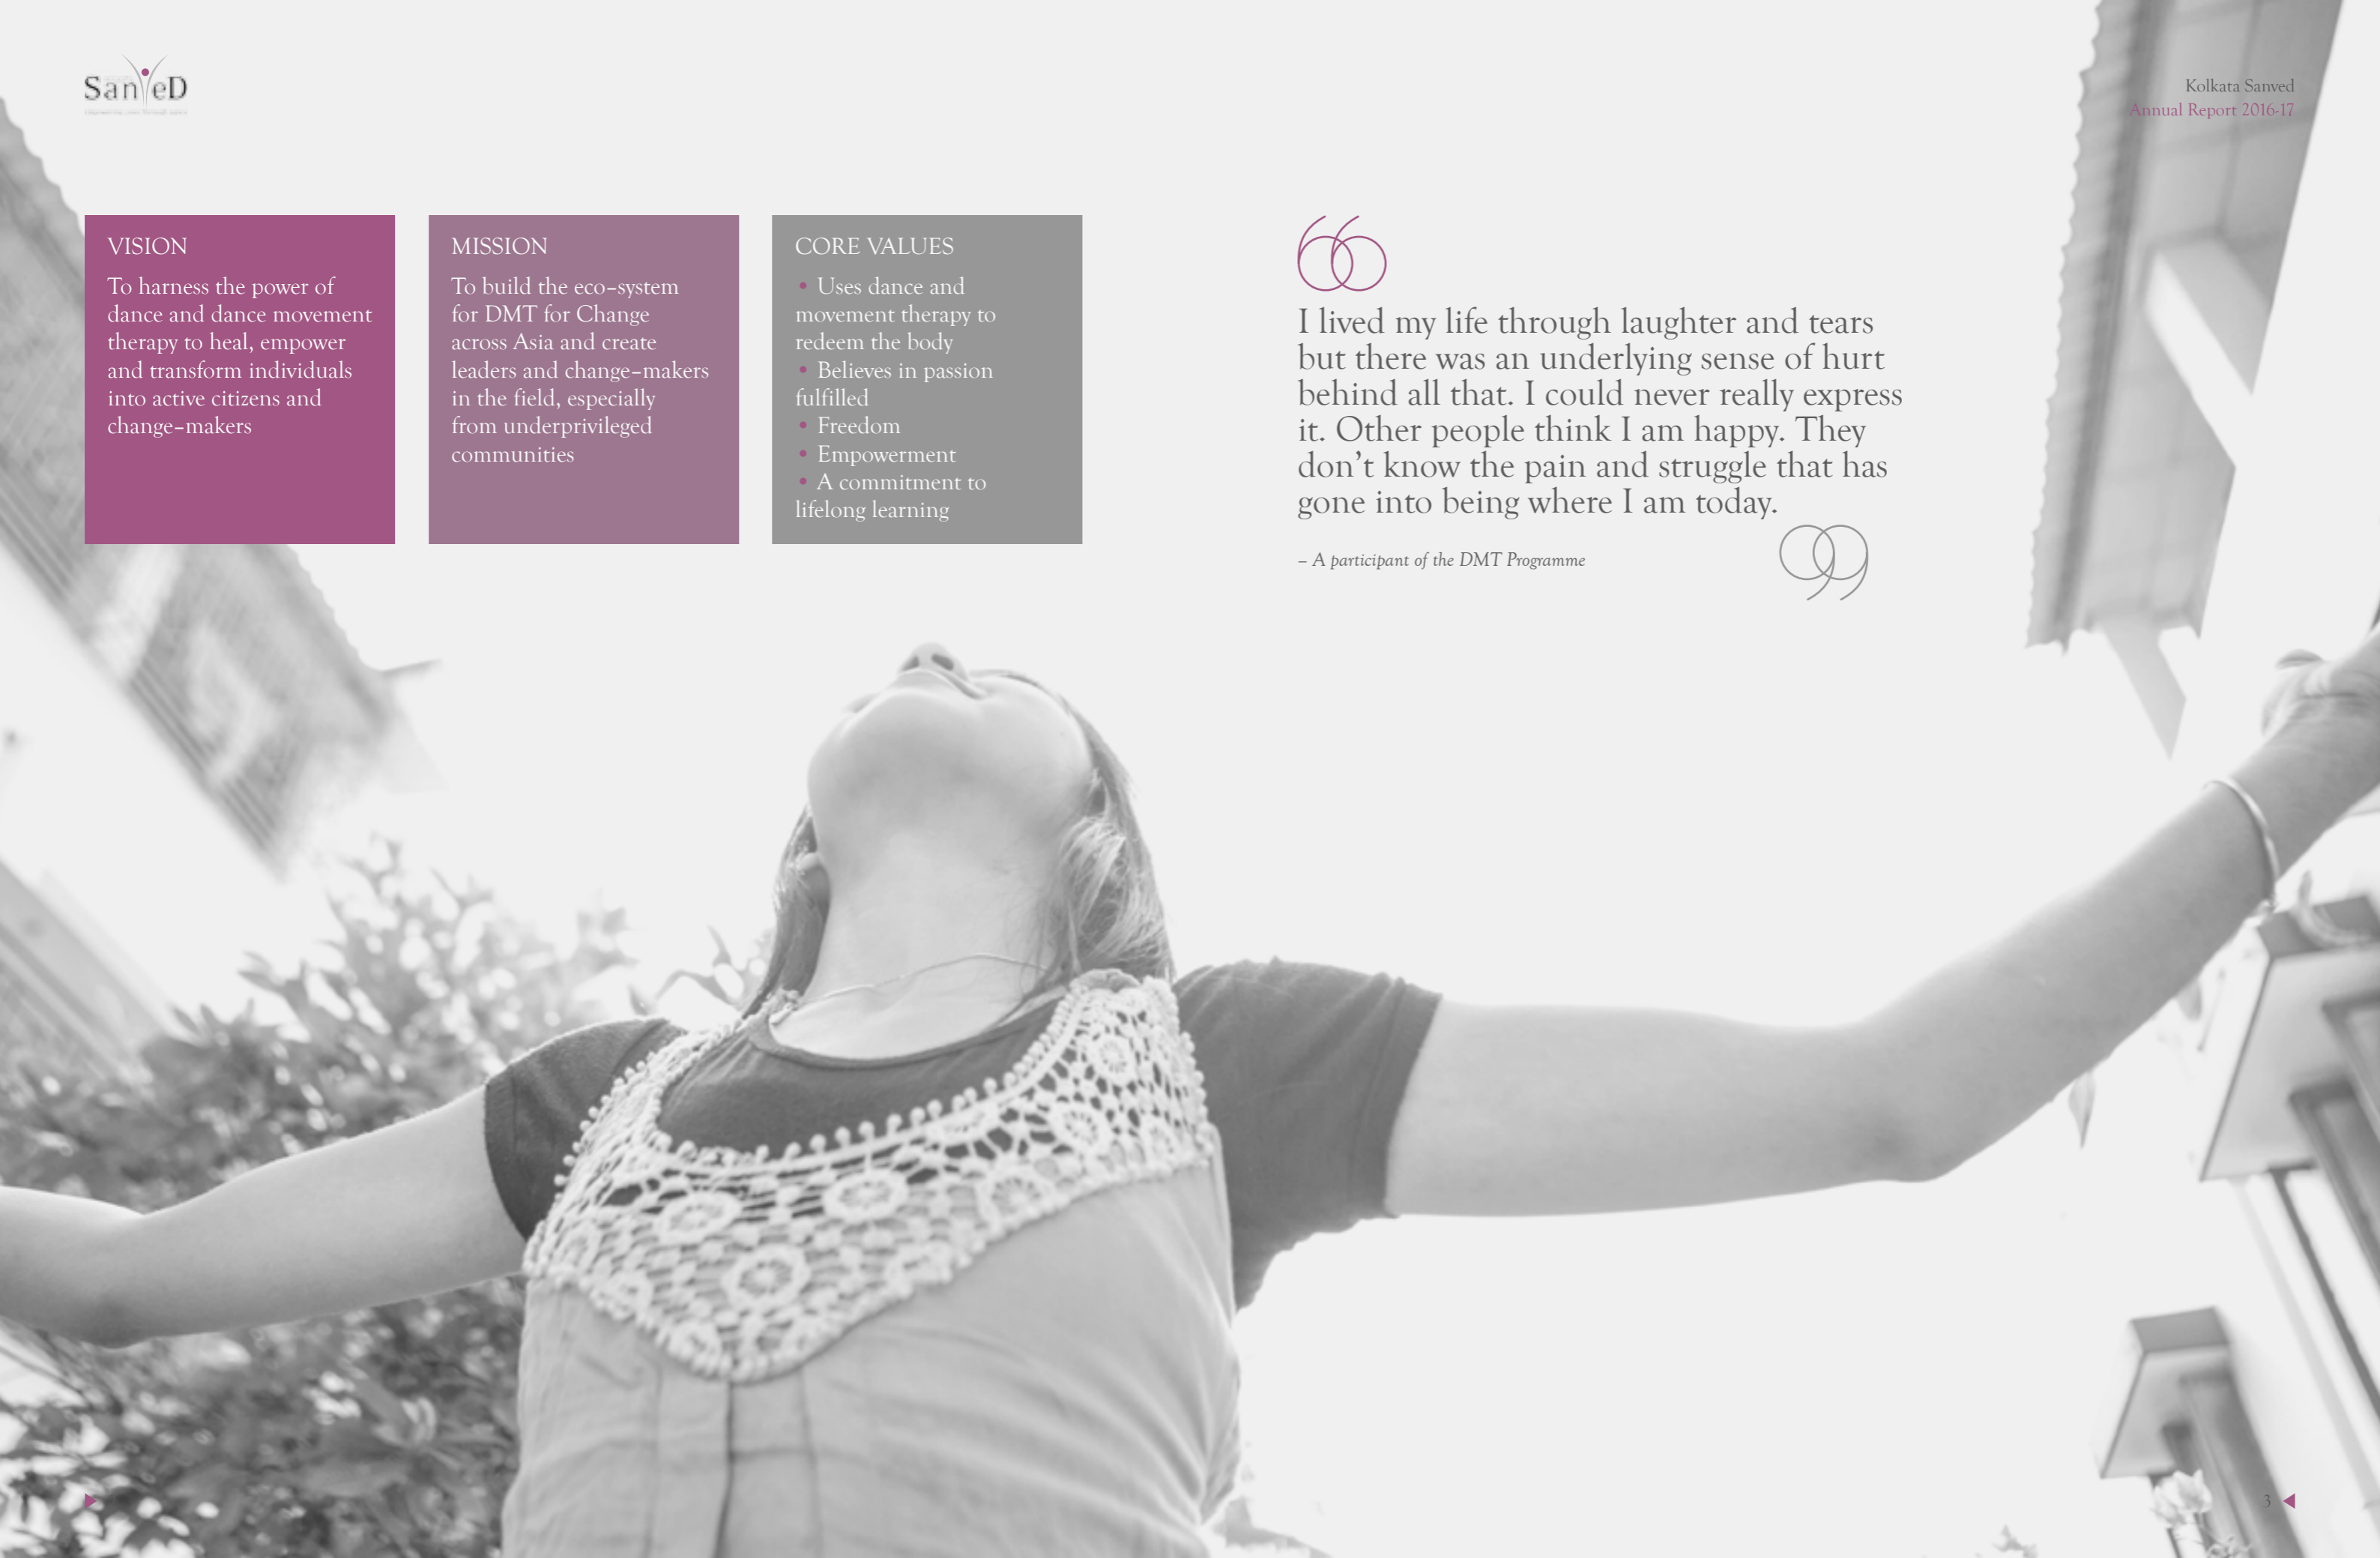 SanveD
Kolkata Sanved
Annual Report 2016-17
VISION
To harness the power of
dance and dance movement
therapy to heal, empower
and transform individuals
into active citizens and
change-makers
MISSION
To build the eco-system
for DMT for Change
across Asia and create
leaders and change-makers
in the field, especially
from underprivileged
communities
CORE VALUES
• Uses dance and
movement therapy to
redeem the body
• Believes in passion
fulfilled
• Freedom
• Empowerment
• A commitment to
lifelong learning
I lived my life through laughter and tears
but there was an underlying sense of hurt
behind all that. I could never really express
it. Other people think I am happy. They
don't know the pain and struggle that has
gone into being where I am today.
– A participant of the DMT Programme
3